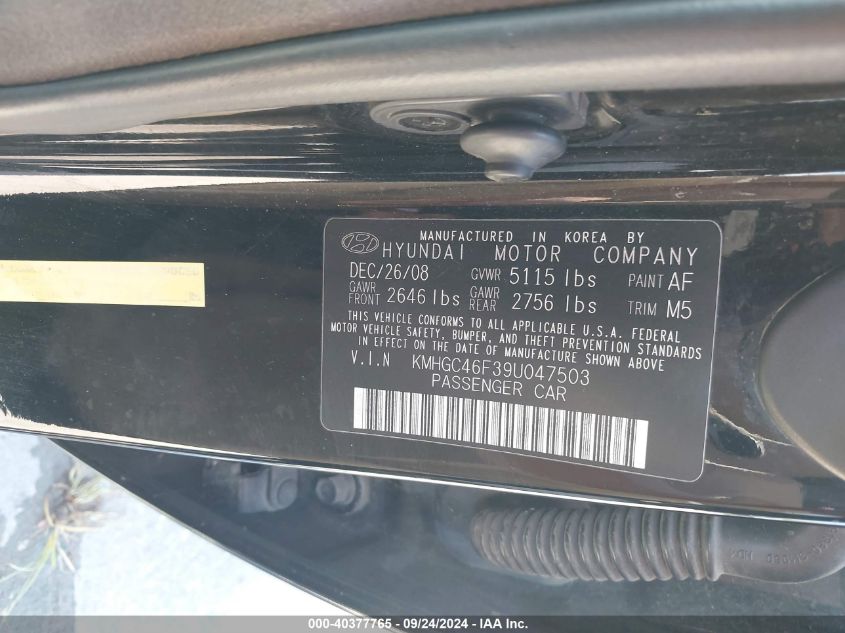 MANUFACTURED IN KOREA BY
HYUNDAI MOTOR COMPANY
DEC/26/08 GVWR 5115 lbs PAINT AF
GAWR FRONT 2646 lbs GAWR REAR 2756 lbs TRIM M5
THIS VEHICLE CONFORMS TO ALL APPLICABLE U.S.A. FEDERAL
MOTOR VEHICLE SAFETY, BUMPER, AND THEFT PREVENTION STANDARDS
IN EFFECT ON THE DATE OF MANUFACTURE SHOWN ABOVE
V.I.N KMHGC46F39U047503
PASSENGER CAR
000-40377765 - 09/24/2024 - IAA Inc.